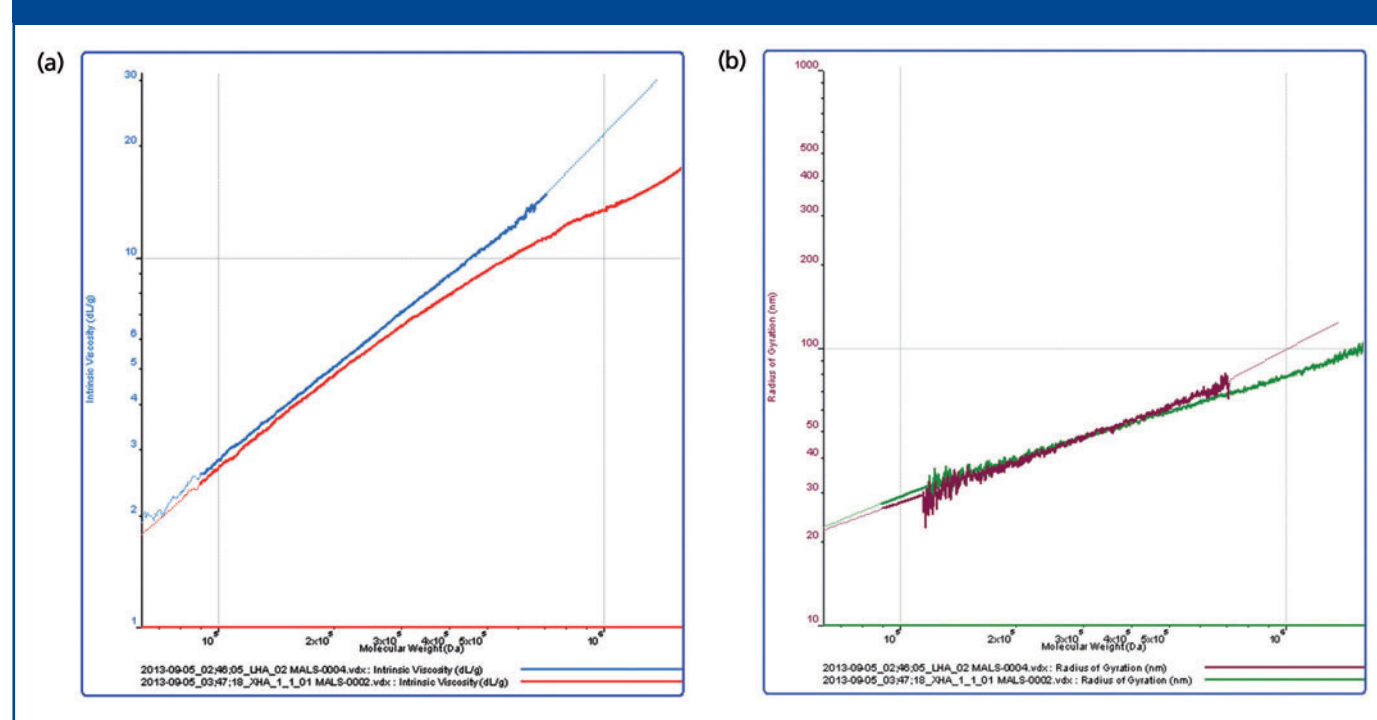 (a)
30
20
10
6
5
4
3
2
1
Intrinsic Viscosity (dL/g)
10⁵ 2x10⁵ 3x10⁵ 4x10⁵ 5x10⁵ 10⁶
Molecular Weight (Da)
2013-09-05_02;46;05_LHA_02 MALS-0004.vdx : Intrinsic Viscosity (dL/g)
2013-09-05_03;47;18_XHA_1_1_01 MALS-0002.vdx : Intrinsic Viscosity (dL/g)
(b)
1000
500
400
300
200
100
50
40
30
20
10
Radius of Gyration (nm)
10⁵ 2x10⁵ 3x10⁵ 4x10⁵ 5x10⁵ 10⁶
Molecular Weight (Da)
2013-09-05_02;46;05_LHA_02 MALS-0004.vdx : Radius of Gyration (nm)
2013-09-05_03;47;18_XHA_1_1_01 MALS-0002.vdx : Radius of Gyration (nm)